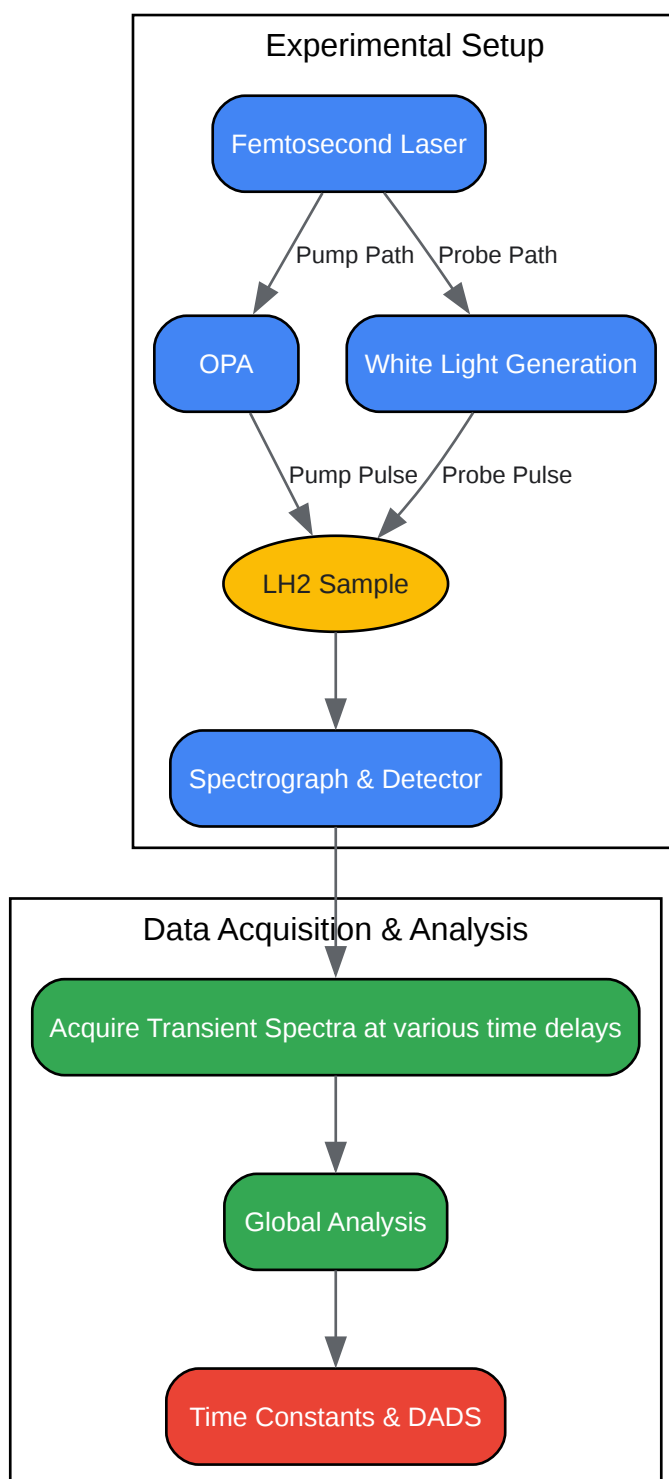 Experimental Setup
Femtosecond Laser
Pump Path
Probe Path
OPA
White Light Generation
Pump Pulse
Probe Pulse
LH2 Sample
Spectrograph & Detector
Data Acquisition & Analysis
Acquire Transient Spectra at various time delays
Global Analysis
Time Constants & DADS